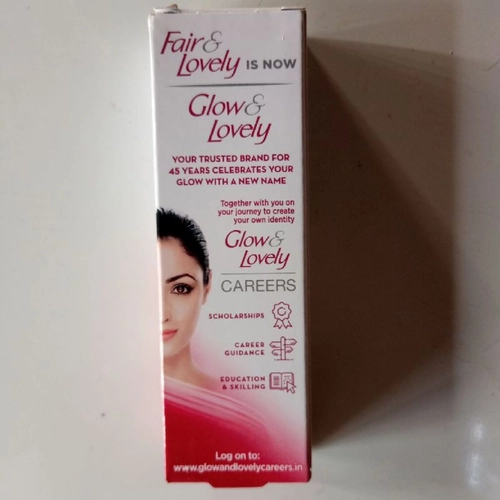 Fair &
Lovely IS NOW
Glow &
Lovely
YOUR TRUSTED BRAND FOR
45 YEARS CELEBRATES YOUR
GLOW WITH A NEW NAME
Together with you on
your journey to create
your own identity
Glow &
Lovely
CAREERS
SCHOLARSHIPS
CAREER
GUIDANCE
EDUCATION
& SKILLING
Log on to:
www.glowandlovelycareers.in